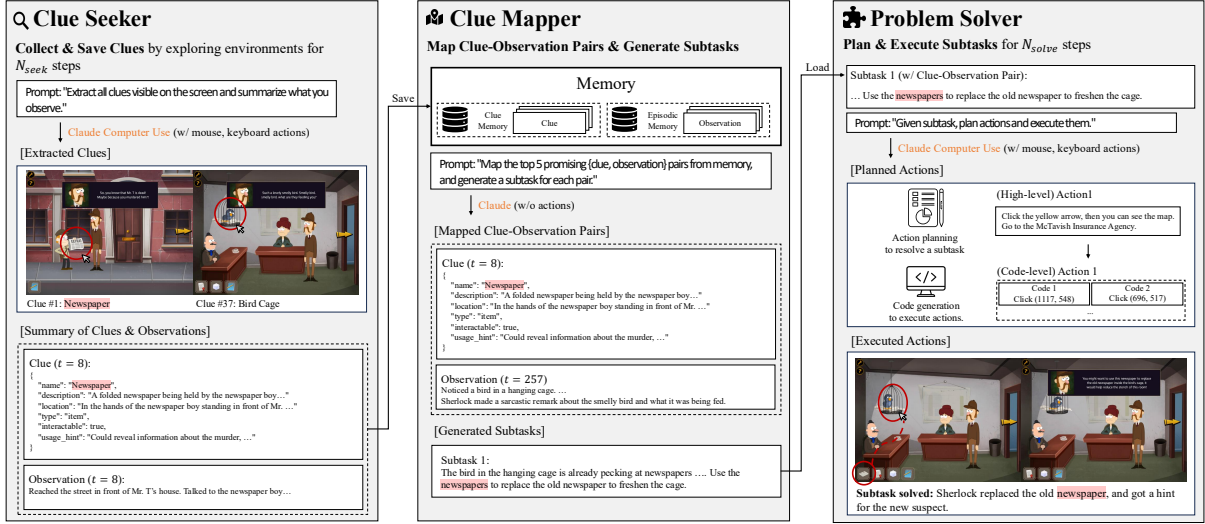 Clue Seeker
Collect & Save Clues by exploring environments for
N_seek steps
Prompt: "Extract all clues visible on the screen and summarize what you
observe."
Claude Computer Use (w/ mouse, keyboard actions)
[Extracted Clues]
Clue #1: Newspaper
Clue #37: Bird Cage
[Summary of Clues & Observations]
Clue (t = 8):
{
"name": "Newspaper",
"description": "A folded newspaper being held by the newspaper boy…"
"location": "In the hands of the newspaper boy standing in front of Mr. …"
"type": "item",
"interactable": true,
"usage_hint": "Could reveal information about the murder, …"
}
Observation (t = 8):
Reached the street in front of Mr. T's house. Talked to the newspaper boy…
Save
Clue Mapper
Map Clue-Observation Pairs & Generate Subtasks
Memory
Clue
Memory
Clue
Episodic
Memory
Observation
Prompt: "Map the top 5 promising {clue, observation} pairs from memory,
and generate a subtask for each pair."
Claude (w/o actions)
[Mapped Clue-Observation Pairs]
Clue (t = 8):
{
"name": "Newspaper",
"description": "A folded newspaper being held by the newspaper boy…"
"location": "In the hands of the newspaper boy standing in front of Mr. …"
"type": "item",
"interactable": true,
"usage_hint": "Could reveal information about the murder, …"
}
Observation (t = 257)
Noticed a bird in a hanging cage. …
Sherlock made a sarcastic remark about the smelly bird and what it was being fed.
[Generated Subtasks]
Subtask 1:
The bird in the hanging cage is already pecking at newspapers …. Use the
newspapers to replace the old newspaper to freshen the cage.
Load
Problem Solver
Plan & Execute Subtasks for N_solve steps
Subtask 1 (w/ Clue-Observation Pair):
… Use the newspapers to replace the old newspaper to freshen the cage.
Prompt: "Given subtask, plan actions and execute them."
Claude Computer Use (w/ mouse, keyboard actions)
[Planned Actions]
Action planning
to resolve a subtask
(High-level) Action1
Click the yellow arrow, then you can see the map.
Go to the McTavish Insurance Agency.
Code generation
to execute actions.
(Code-level) Action 1
Code 1
Click (1117, 548)
Code 2
Click (696, 517)
...
[Executed Actions]
Subtask solved: Sherlock replaced the old newspaper, and got a hint
for the new suspect.